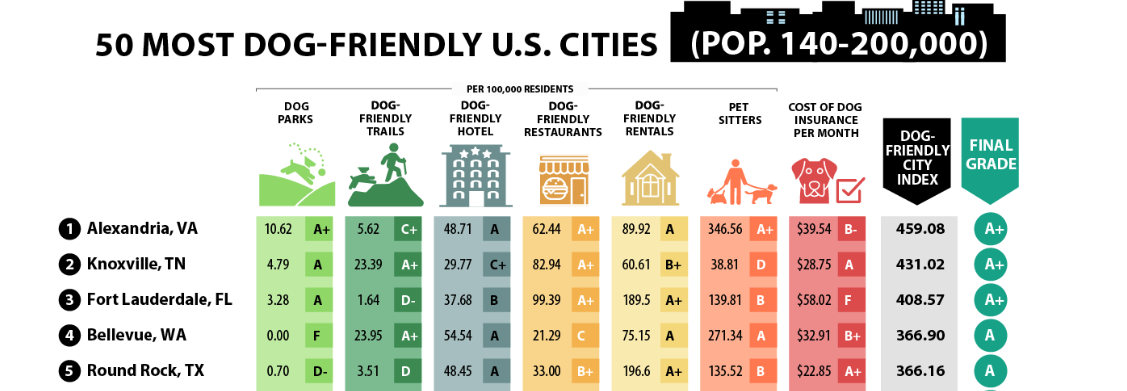 50 MOST DOG-FRIENDLY U.S. CITIES (POP. 140-200,000)
PER 100,000 RESIDENTS
DOG
PARKS
DOG-
FRIENDLY
TRAILS
DOG-
FRIENDLY
HOTEL
DOG-
FRIENDLY
RESTAURANTS
DOG-
FRIENDLY
RENTALS
PET
SITTERS
COST OF DOG
INSURANCE
PER MONTH
DOG-
FRIENDLY
CITY
INDEX
FINAL
GRADE
1 Alexandria, VA 10.62 A+ 5.62 C+ 48.71 A 62.44 A+ 89.92 A 346.56 A+ $39.54 B- 459.08 A+
2 Knoxville, TN 4.79 A 23.39 A+ 29.77 C+ 82.94 A+ 60.61 B+ 38.81 D $28.75 A 431.02 A+
3 Fort Lauderdale, FL 3.28 A 1.64 D- 37.68 B 99.39 A+ 189.5 A+ 139.81 B $58.02 F 408.57 A+
4 Bellevue, WA 0.00 F 23.95 A+ 54.54 A 21.29 C 75.15 A 271.34 A $32.91 B+ 366.90 A
5 Round Rock, TX 0.70 D- 3.51 D 48.45 A 33.00 B+ 196.6 A+ 135.52 B $22.85 A+ 366.16 A